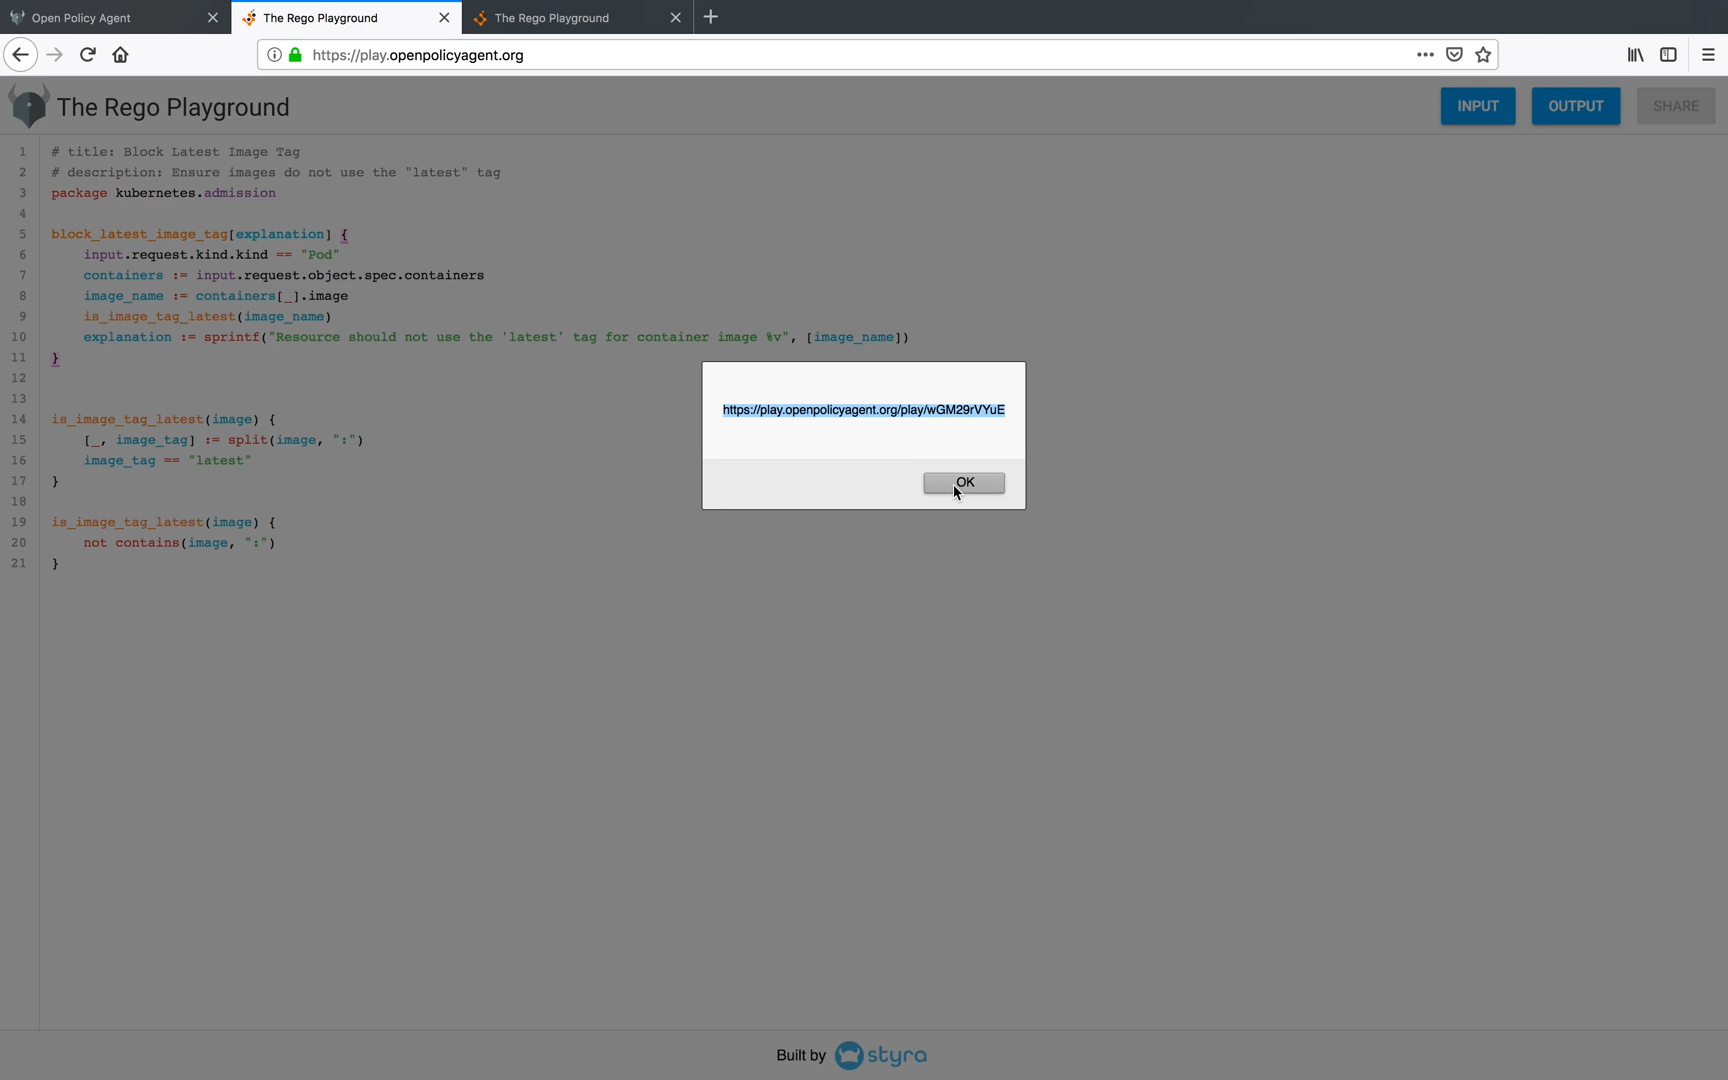 Open Policy Agent
The Rego Playground
The Rego Playground
https://play.openpolicyagent.org
The Rego Playground
INPUT
OUTPUT
SHARE
1 # title: Block Latest Image Tag
2 # description: Ensure images do not use the "latest" tag
3 package kubernetes.admission
4
5 block_latest_image_tag[explanation] {
6 input.request.kind.kind == "Pod"
7 containers := input.request.object.spec.containers
8 image_name := containers[_].image
9 is_image_tag_latest(image_name)
10 explanation := sprintf("Resource should not use the 'latest' tag for container image %v", [image_name])
11 }
12
13
14 is_image_tag_latest(image) {
15 [_, image_tag] := split(image, ":")
16 image_tag == "latest"
17 }
18
19 is_image_tag_latest(image) {
20 not contains(image, ":")
21 }
https://play.openpolicyagent.org/play/wGM29rVYuE
OK
Built by styra